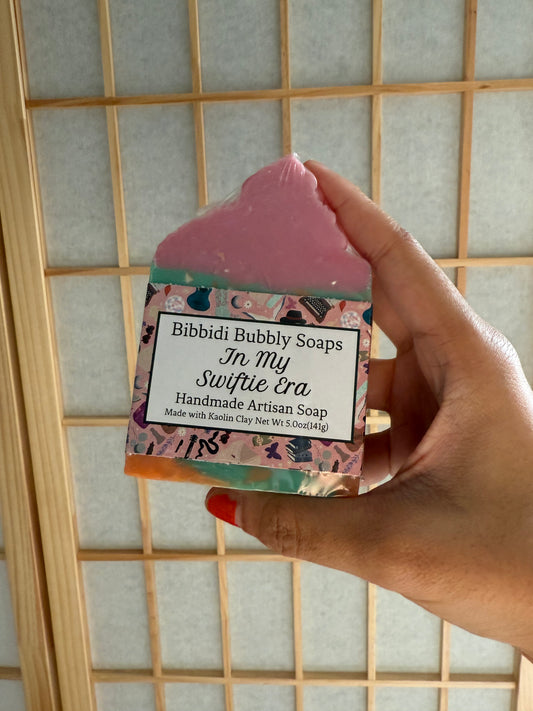 Bibbidi Bubbly Soaps
In My
Swiftie Era
Handmade Artisan Soap
Made with Kaolin Clay Net Wt 5.0oz(141g)